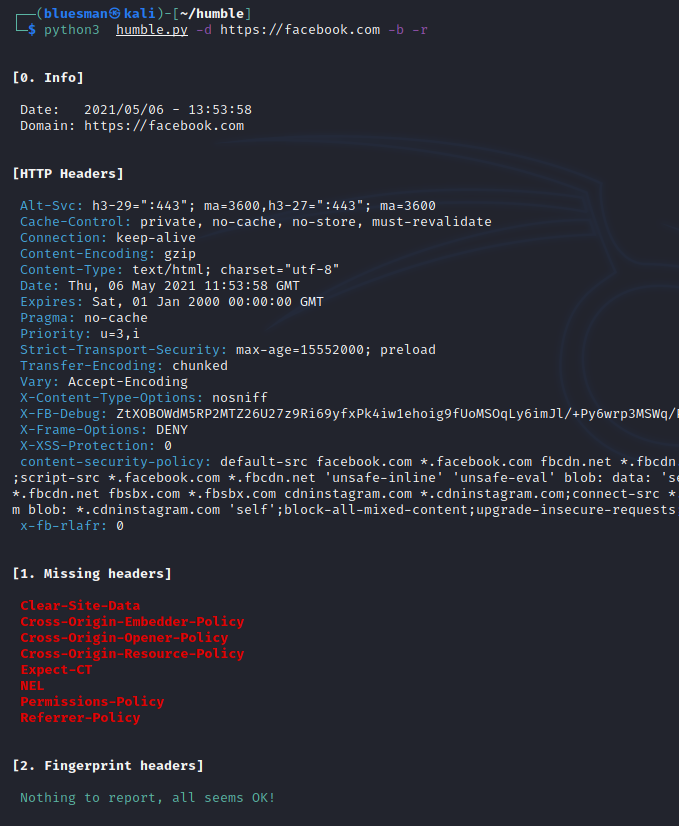 ┌──(bluesman㉿kali)-[~/humble]
└─$ python3  humble.py -d https://facebook.com -b -r
[0. Info]
Date:   2021/05/06 - 13:53:58
Domain: https://facebook.com
[HTTP Headers]
Alt-Svc: h3-29=":443"; ma=3600,h3-27=":443"; ma=3600
Cache-Control: private, no-cache, no-store, must-revalidate
Connection: keep-alive
Content-Encoding: gzip
Content-Type: text/html; charset="utf-8"
Date: Thu, 06 May 2021 11:53:58 GMT
Expires: Sat, 01 Jan 2000 00:00:00 GMT
Pragma: no-cache
Priority: u=3,i
Strict-Transport-Security: max-age=15552000; preload
Transfer-Encoding: chunked
Vary: Accept-Encoding
X-Content-Type-Options: nosniff
X-FB-Debug: ZtXOBOWdM5RP2MTZ26U27z9Ri69yfxPk4iw1ehoig9fUoMSOqLy6imJl/+Py6wrp3MSWq/
X-Frame-Options: DENY
X-XSS-Protection: 0
content-security-policy: default-src facebook.com *.facebook.com fbcdn.net *.fbcdn
;script-src *.facebook.com *.fbcdn.net 'unsafe-inline' 'unsafe-eval' blob: data: 'se
*.fbcdn.net fbsbx.com *.fbsbx.com cdninstagram.com *.cdninstagram.com;connect-src *
m blob: *.cdninstagram.com 'self';block-all-mixed-content;upgrade-insecure-requests
x-fb-rlafr: 0
[1. Missing headers]
Clear-Site-Data
Cross-Origin-Embedder-Policy
Cross-Origin-Opener-Policy
Cross-Origin-Resource-Policy
Expect-CT
NEL
Permissions-Policy
Referrer-Policy
[2. Fingerprint headers]
Nothing to report, all seems OK!